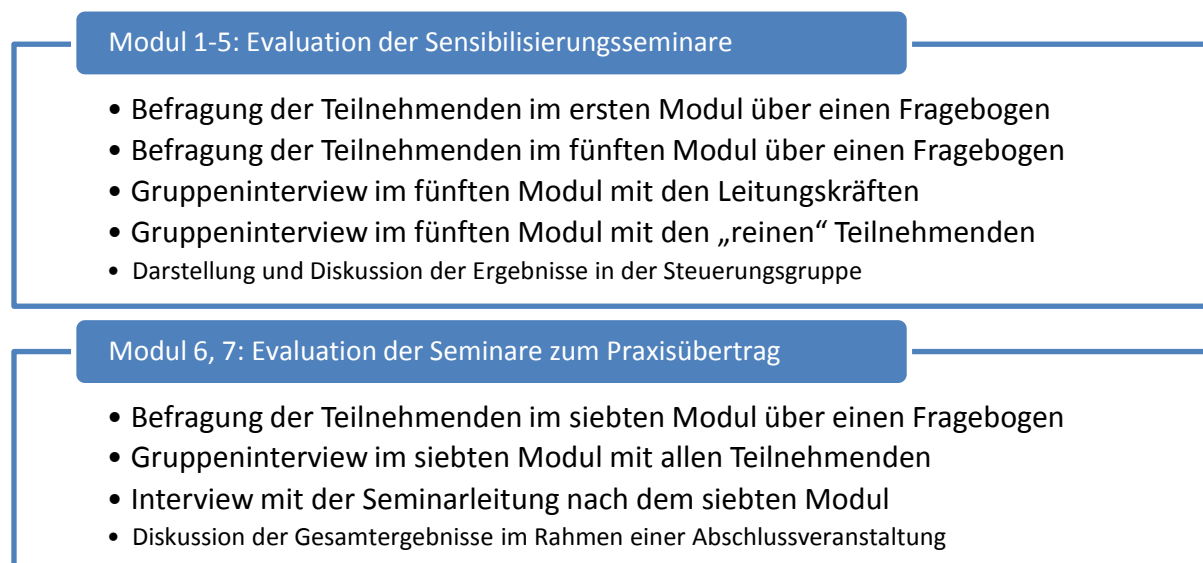 Modul 1-5: Evaluation der Sensibilisierungsseminare
• Befragung der Teilnehmenden im ersten Modul über einen Fragebogen
• Befragung der Teilnehmenden im fünften Modul über einen Fragebogen
• Gruppeninterview im fünften Modul mit den Leitungskräften
• Gruppeninterview im fünften Modul mit den „reinen“ Teilnehmenden
• Darstellung und Diskussion der Ergebnisse in der Steuerungsgruppe
Modul 6, 7: Evaluation der Seminare zum Praxisübertrag
• Befragung der Teilnehmenden im siebten Modul über einen Fragebogen
• Gruppeninterview im siebten Modul mit allen Teilnehmenden
• Interview mit der Seminarleitung nach dem siebten Modul
• Diskussion der Gesamtergebnisse im Rahmen einer Abschlussveranstaltung